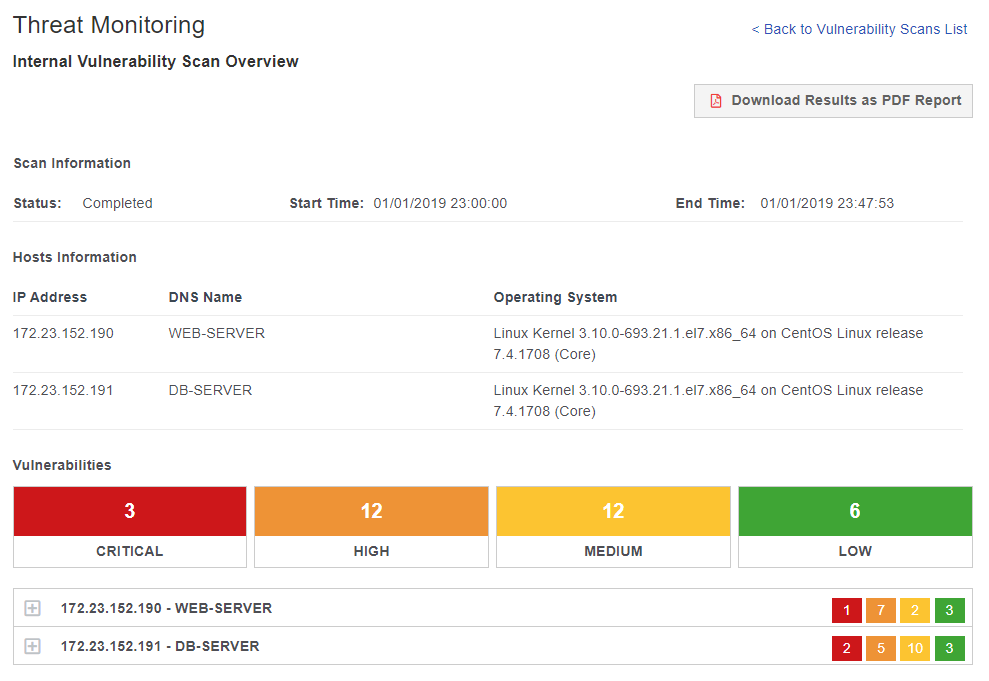 Threat Monitoring
< Back to Vulnerability Scans List
Internal Vulnerability Scan Overview
Download Results as PDF Report
Scan Information
Status: Completed Start Time: 01/01/2019 23:00:00 End Time: 01/01/2019 23:47:53
Hosts Information
IP Address DNS Name Operating System
172.23.152.190 WEB-SERVER Linux Kernel 3.10.0-693.21.1.el7.x86_64 on CentOS Linux release
7.4.1708 (Core)
172.23.152.191 DB-SERVER Linux Kernel 3.10.0-693.21.1.el7.x86_64 on CentOS Linux release
7.4.1708 (Core)
Vulnerabilities
3 12 12 6
CRITICAL HIGH MEDIUM LOW
172.23.152.190 - WEB-SERVER 1 7 2 3
172.23.152.191 - DB-SERVER 2 5 10 3